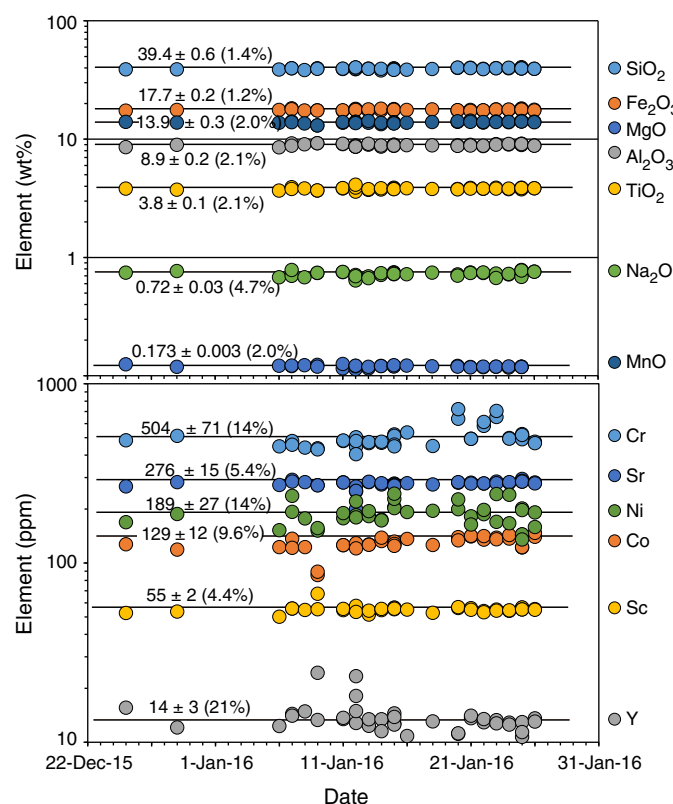 100
39.4 ± 0.6 (1.4%)
SiO₂
17.7 ± 0.2 (1.2%)
Fe₂O₃
13.9 ± 0.3 (2.0%)
MgO
10
Al₂O₃
8.9 ± 0.2 (2.1%)
TiO₂
3.8 ± 0.1 (2.1%)
Element (wt%)
1
Na₂O
0.72 ± 0.03 (4.7%)
0.173 ± 0.003 (2.0%)
MnO
1000
504 ± 71 (14%)
Cr
276 ± 15 (5.4%)
Sr
189 ± 27 (14%)
Ni
129 ± 12 (9.6%)
Co
100
Element (ppm)
55 ± 2 (4.4%)
Sc
14 ± 3 (21%)
Y
10
22-Dec-15 1-Jan-16 11-Jan-16 21-Jan-16 31-Jan-16
Date